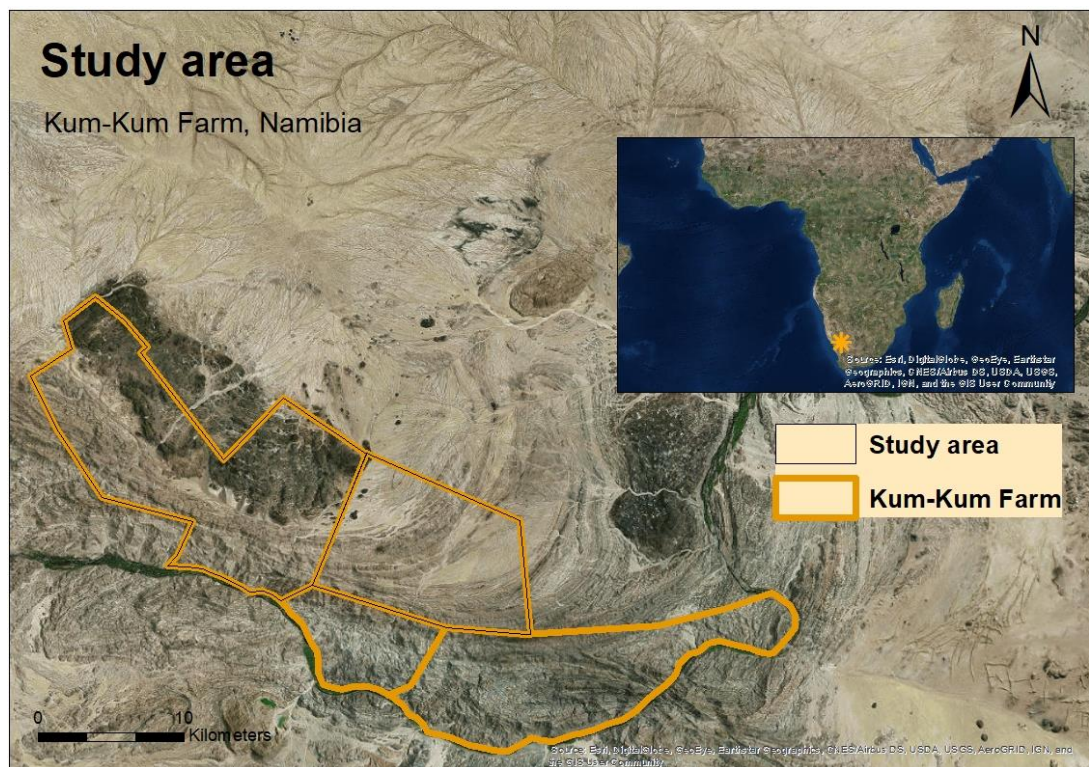 Study area
Kum-Kum Farm, Namibia
N
Source: Esri, DigitalGlobe, GeoEye, Earthstar
Geographics, CNES/Airbus DS, USDA, USGS,
AeroGRID, IGN, and the GIS User Community
Study area
Kum-Kum Farm
0 10
Kilometers
Source: Esri, DigitalGlobe, GeoEye, Earthstar Geographics, CNES/Airbus DS, USDA, USGS, AeroGRID, IGN, and
the GIS User Community